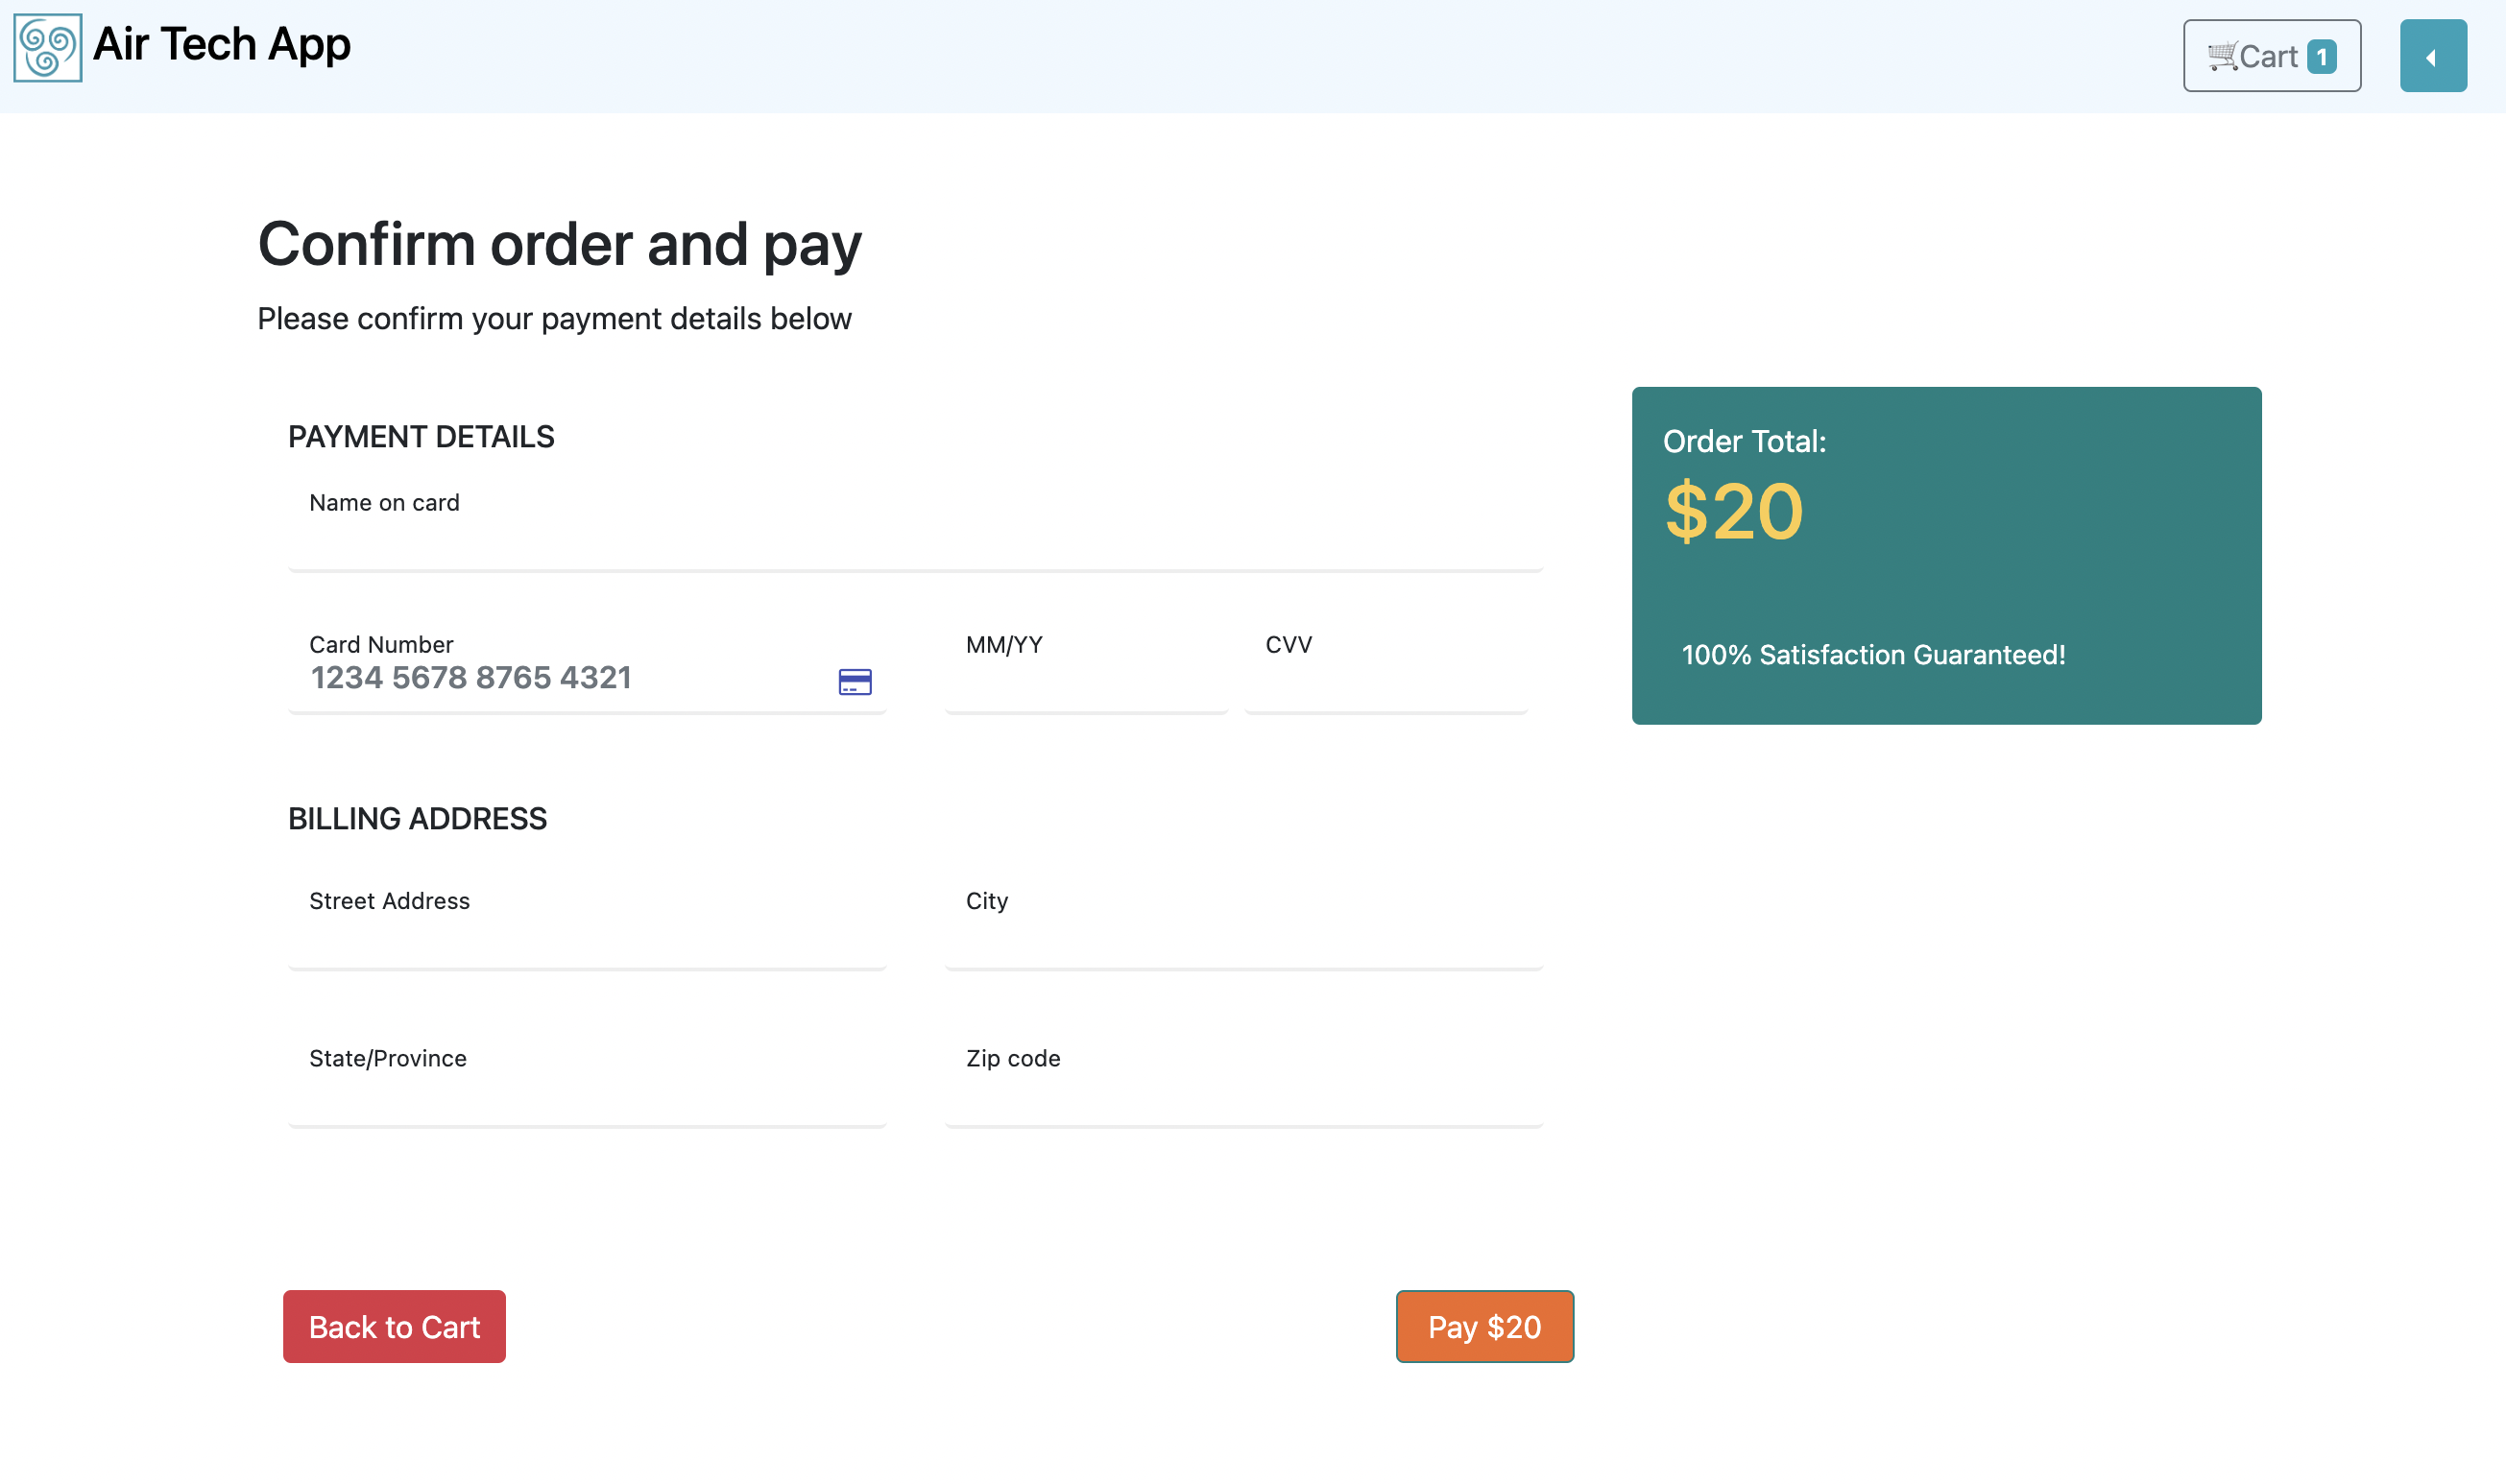 Air Tech App
Cart 1
Confirm order and pay
Please confirm your payment details below
PAYMENT DETAILS
Name on card
Card Number
1234 5678 8765 4321
MM/YY
CVV
Order Total:
$20
100% Satisfaction Guaranteed!
BILLING ADDRESS
Street Address
City
State/Province
Zip code
Back to Cart
Pay $20